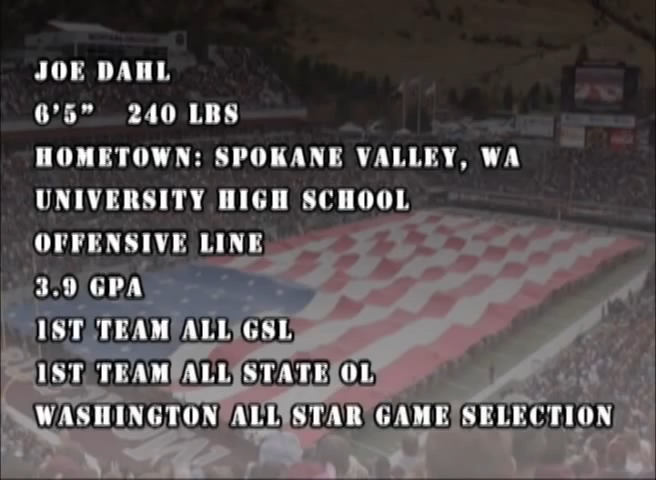 JOE DAHL
6'5" 240 LBS
HOMETOWN: SPOKANE VALLEY, WA
UNIVERSITY HIGH SCHOOL
OFFENSIVE LINE
3.9 GPA
1ST TEAM ALL GSL
1ST TEAM ALL STATE OL
WASHINGTON ALL STAR GAME SELECTION